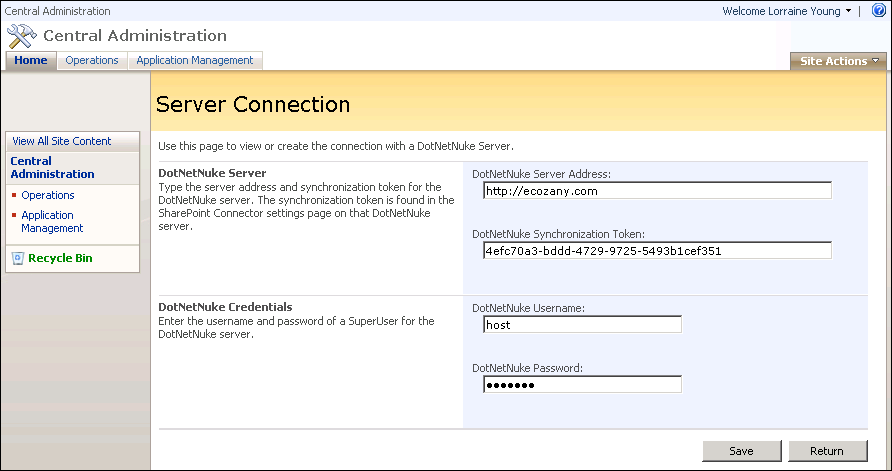 Central Administration
Welcome Lorraine Young
Central Administration
Home Operations Application Management
Site Actions
Server Connection
View All Site Content
Central
Administration
Operations
Application
Management
Recycle Bin
Use this page to view or create the connection with a DotNetNuke Server.
DotNetNuke Server
Type the server address and synchronization token for the
DotNetNuke server. The synchronization token is found in the
SharePoint Connector settings page on that DotNetNuke
server.
DotNetNuke Server Address:
http://ecozany.com
DotNetNuke Synchronization Token:
4efc70a3-bddd-4729-9725-5493b1cef351
DotNetNuke Credentials
Enter the username and password of a SuperUser for the
DotNetNuke server.
DotNetNuke Username:
host
DotNetNuke Password:
•••••••
Save Return